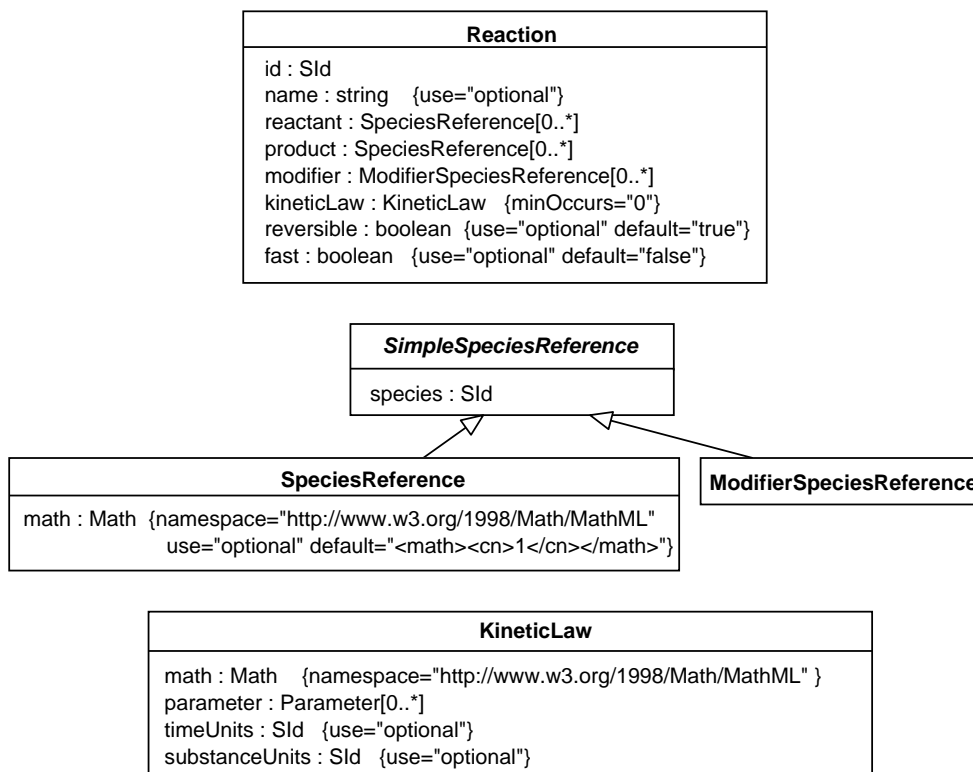 Reaction
id : SId
name : string {use="optional"}
reactant : SpeciesReference[0..*]
product : SpeciesReference[0..*]
modifier : ModifierSpeciesReference[0..*]
kineticLaw : KineticLaw {minOccurs="0"}
reversible : boolean {use="optional" default="true"}
fast : boolean {use="optional" default="false"}
SimpleSpeciesReference
species : SId
SpeciesReference
math : Math {namespace="http://www.w3.org/1998/Math/MathML"
use="optional" default="<math><cn>1</cn></math>"}
ModifierSpeciesReference
KineticLaw
math : Math {namespace="http://www.w3.org/1998/Math/MathML" }
parameter : Parameter[0..*]
timeUnits : SId {use="optional"}
substanceUnits : SId {use="optional"}